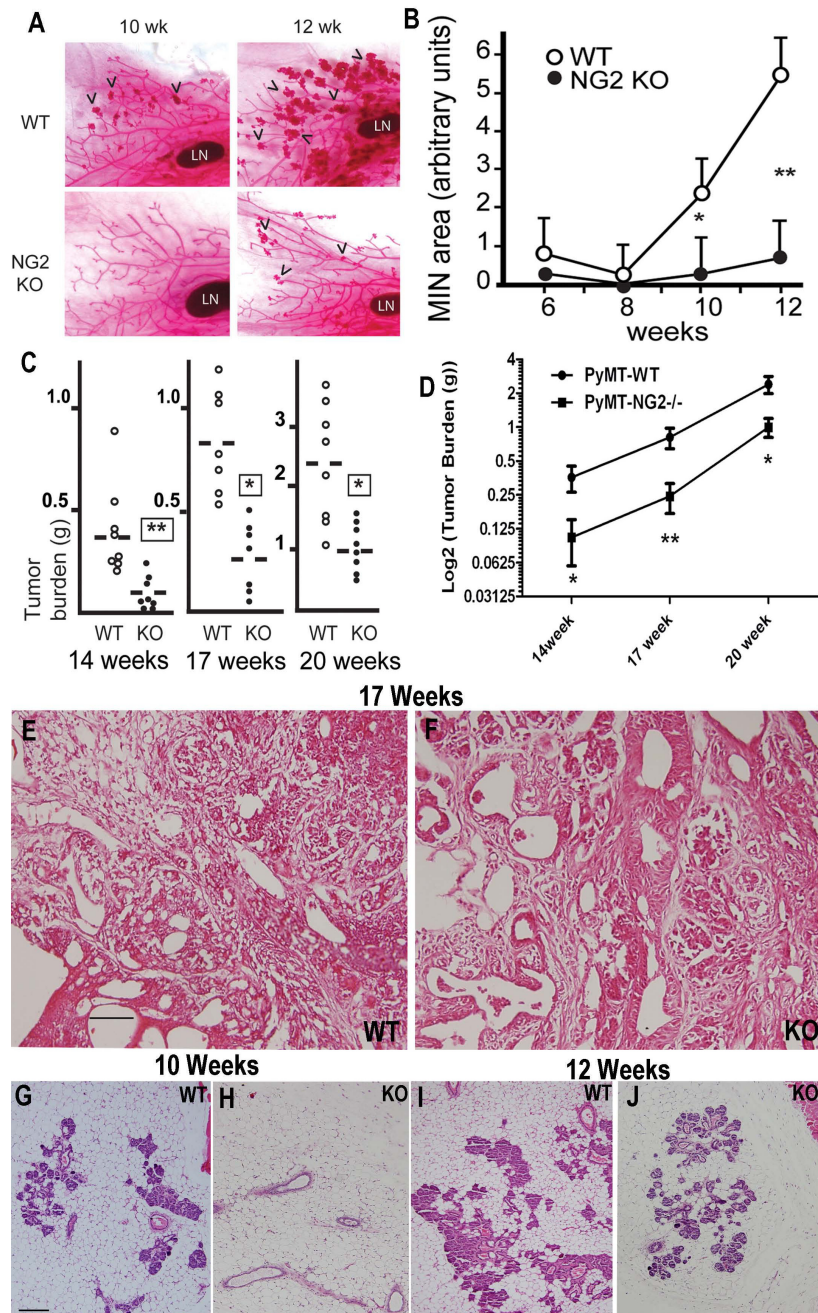 A
10 wk
12 wk
WT
LN
LN
NG2
KO
LN
LN
B
MIN area (arbitrary units)
6
5
4
3
2
1
0
WT
NG2 KO
*
**
6
8
10
12
weeks
C
Tumor
burden (g)
1.0
0.5
**
WT
KO
14 weeks
1.0
0.5
*
WT
KO
17 weeks
3
2
1
*
WT
KO
20 weeks
D
Log2 (Tumor Burden (g))
4
2
1
0.5
0.25
0.125
0.0625
0.03125
PyMT-WT
PyMT-NG2-/-
*
**
*
14week
17 week
20 week
17 Weeks
E
WT
F
KO
10 Weeks
12 Weeks
G
WT
H
KO
I
WT
J
KO